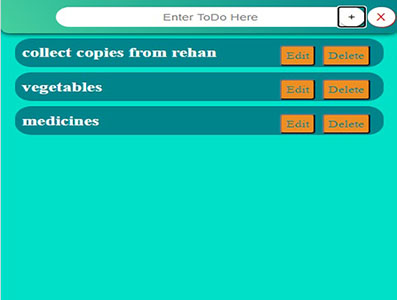 Enter ToDo Here + ×
collect copies from rehan Edit Delete
vegetables Edit Delete
medicines Edit Delete